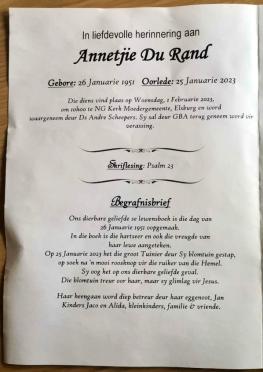 In liefdevolle herinnering aan
Annetjie Du Rand
Gebore: 26 Januarie 1951 Oorlede: 25 Januarie 2023
Die diens vind plaas op Woensdag, 1 Februarie 2023,
om 10h00 te NG Kerk Moedergemeente, Elsburg en word
waargeneem deur Ds Andre Scheepers. Sy sal deur GBA terug geneem word vir
verassing.
Skriflesing: Psalm 23
Begrafnisbrief
Ons dierbare geliefde se lewensboek is die dag van
26 Januarie 1951 oopgemaak.
In die boek is die hartseer en ook die vreugde van
haar lewe aangeteken.
Op 25 Januarie 2023 het die groot Tuinier deur Sy blomtuin gestap,
op soek na 'n mooi roosknop vir die ruiker van die Hemel.
Sy oog het op ons dierbare geliefde geval.
Die blomtuin treur oor haar, maar sy glimlag vir Jesus.
Haar heengaan word diep betreur deur haar eggenoot, Jan
Kinders Jaco en Alida, kleinkinders, familie & vriende.